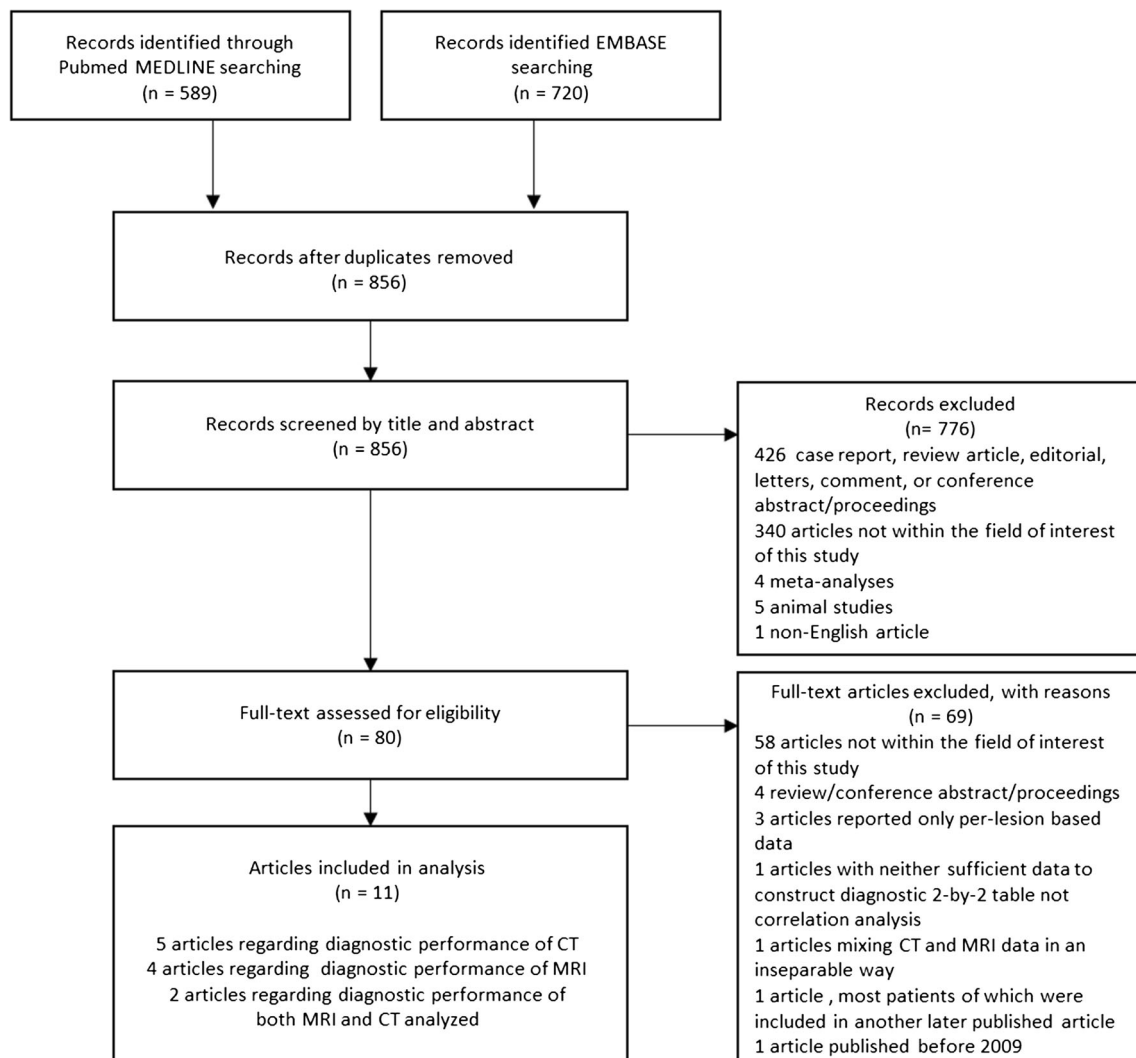 Records identified through
Pubmed MEDLINE searching
(n = 589)
Records identified EMBASE
searching
(n = 720)
Records after duplicates removed
(n = 856)
Records screened by title and abstract
(n = 856)
Records excluded
(n= 776)
426 case report, review article, editorial,
letters, comment, or conference
abstract/proceedings
340 articles not within the field of interest
of this study
4 meta-analyses
5 animal studies
1 non-English article
Full-text assessed for eligibility
(n = 80)
Full-text articles excluded, with reasons
(n = 69)
58 articles not within the field of interest
of this study
4 review/conference abstract/proceedings
3 articles reported only per-lesion based
data
1 articles with neither sufficient data to
construct diagnostic 2-by-2 table not
correlation analysis
1 articles mixing CT and MRI data in an
inseparable way
1 article , most patients of which were
included in another later published article
1 article published before 2009
Articles included in analysis
(n = 11)
5 articles regarding diagnostic performance of CT
4 articles regarding diagnostic performance of MRI
2 articles regarding diagnostic performance of
both MRI and CT analyzed